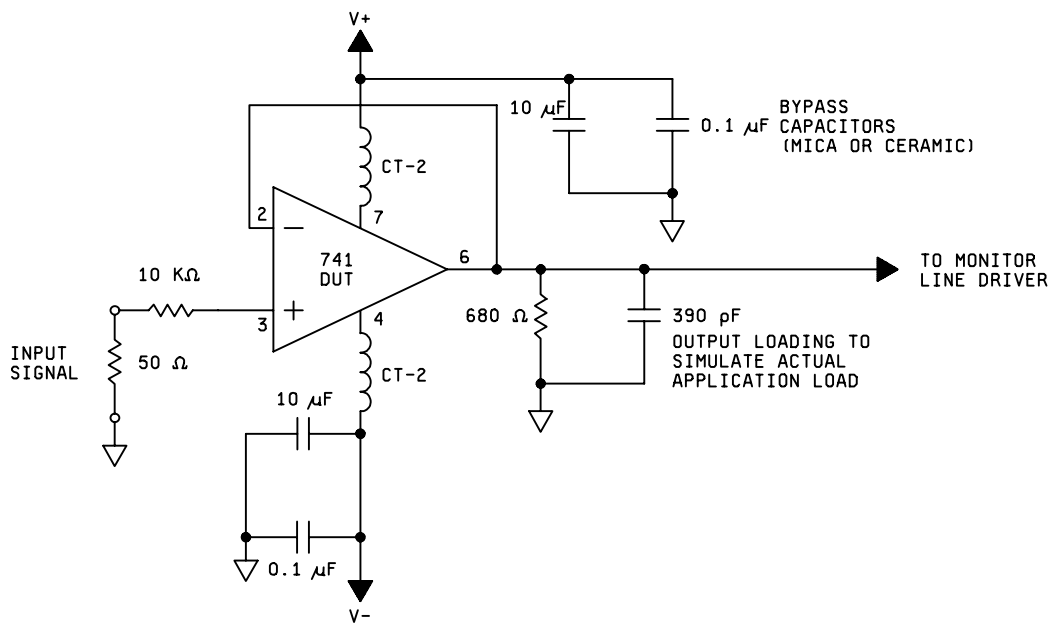 V+
10 µF
0.1 µF
BYPASS
CAPACITORS
(MICA OR CERAMIC)
CT-2
2
7
−
741
DUT
6
TO MONITOR
LINE DRIVER
10 KΩ
+
3
4
680 Ω
390 pF
OUTPUT LOADING TO
SIMULATE ACTUAL
APPLICATION LOAD
INPUT
SIGNAL
50 Ω
CT-2
10 µF
0.1 µF
V-